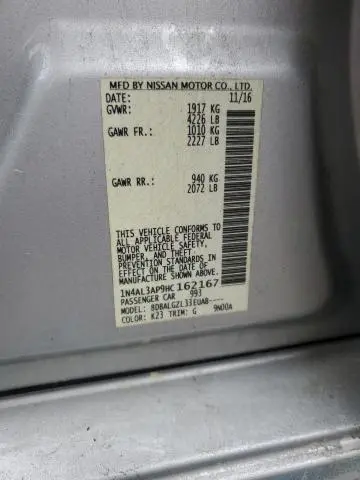 MFD BY NISSAN MOTOR CO., LTD.
DATE: 11/16
GVWR: 1917 KG
4226 LB
GAWR FR.: 1010 KG
2227 LB
GAWR RR.: 940 KG
2072 LB
THIS VEHICLE CONFORMS TO
ALL APPLICABLE FEDERAL
MOTOR VEHICLE SAFETY,
BUMPER, AND THEFT
PREVENTION STANDARDS IN
EFFECT ON THE DATE OF
MANUFACTURE SHOWN ABOVE.
1N4AL3AP9HC162167
PASSENGER CAR 993
MODEL: BDBALGZL33EUAB-----
COLOR: K23 TRIM: G 9N00A